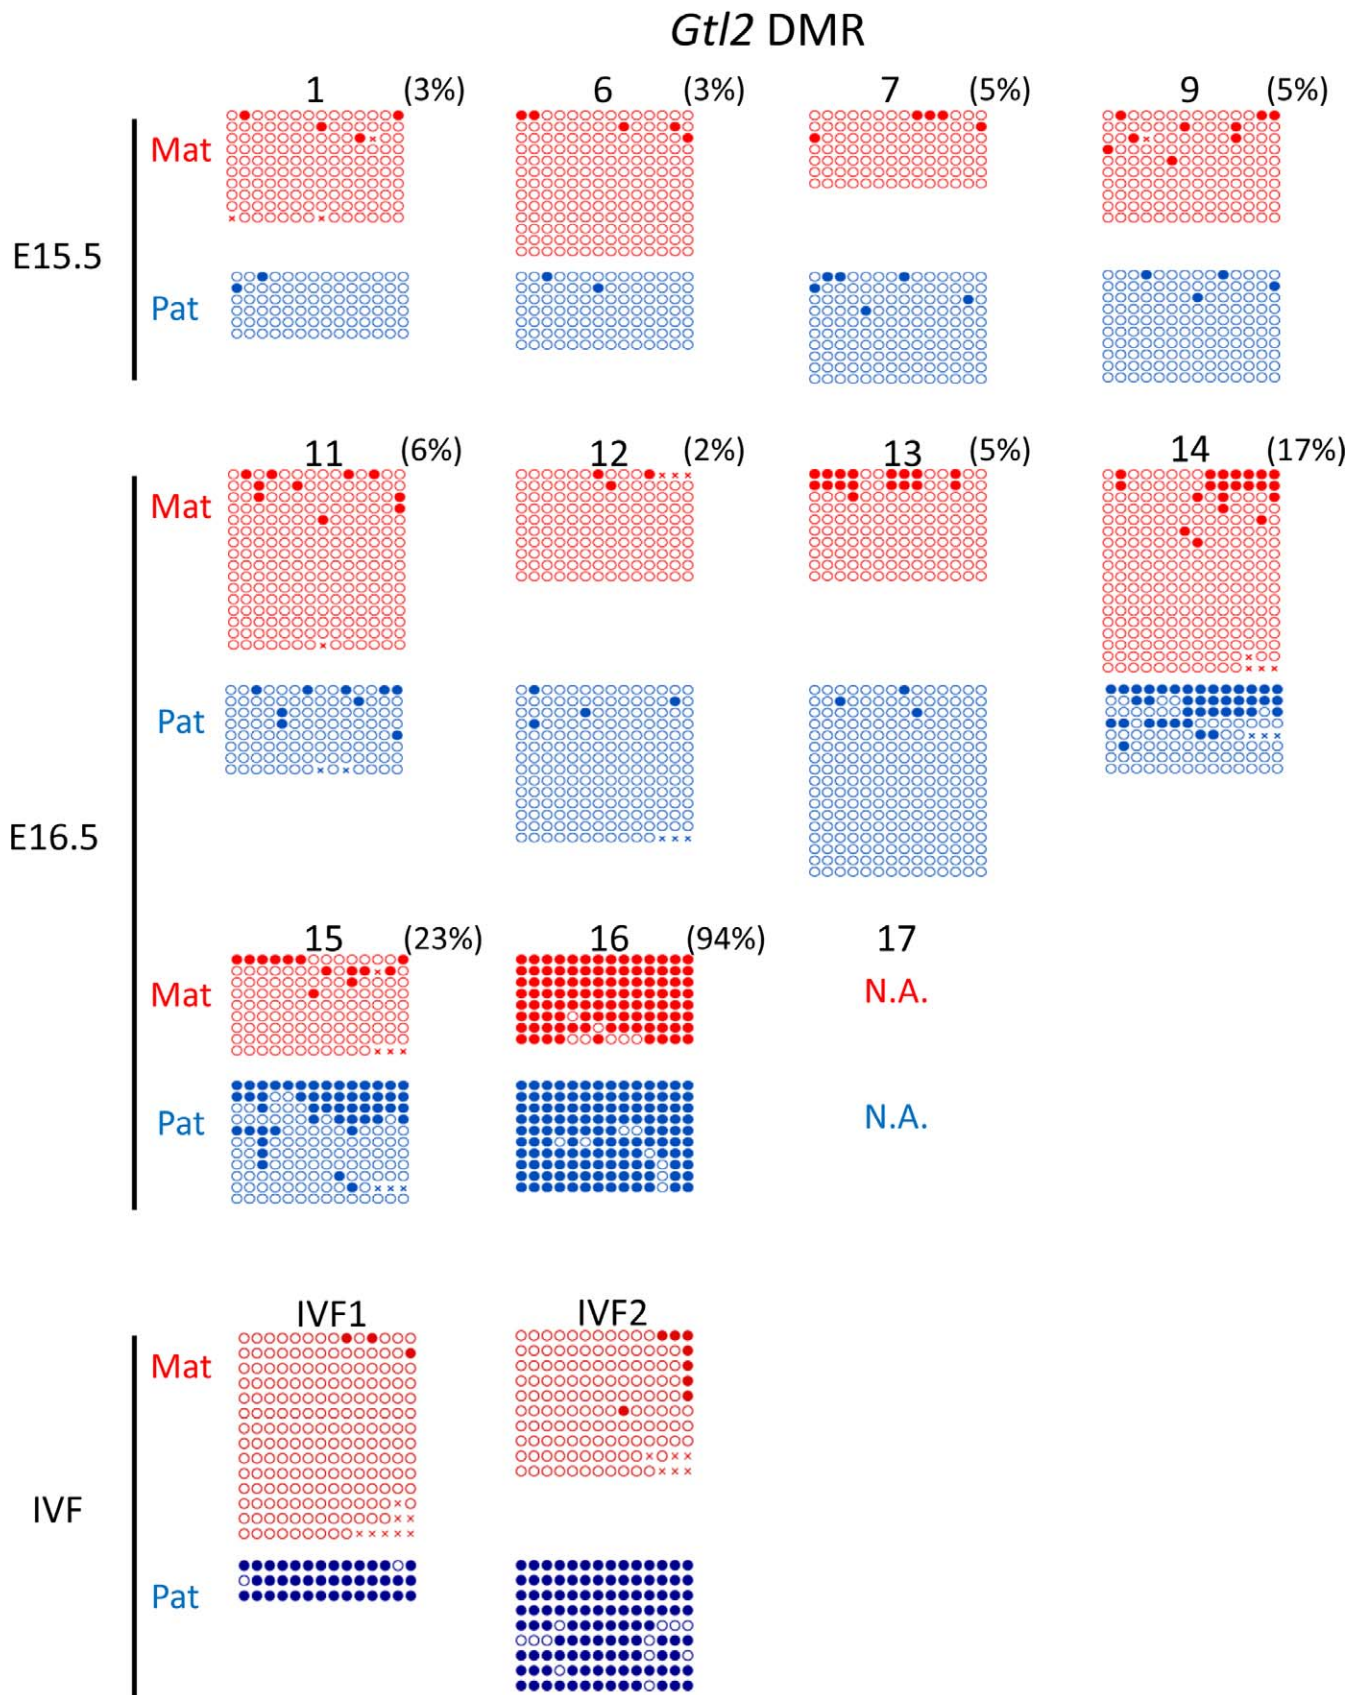 Gtl2 DMR
1 (3%) 6 (3%) 7 (5%) 9 (5%)
Mat
E15.5
Pat
11 (6%) 12 (2%) 13 (5%) 14 (17%)
Mat
Pat
E16.5
15 (23%) 16 (94%) 17
Mat N.A.
Pat N.A.
IVF1 IVF2
Mat
IVF
Pat